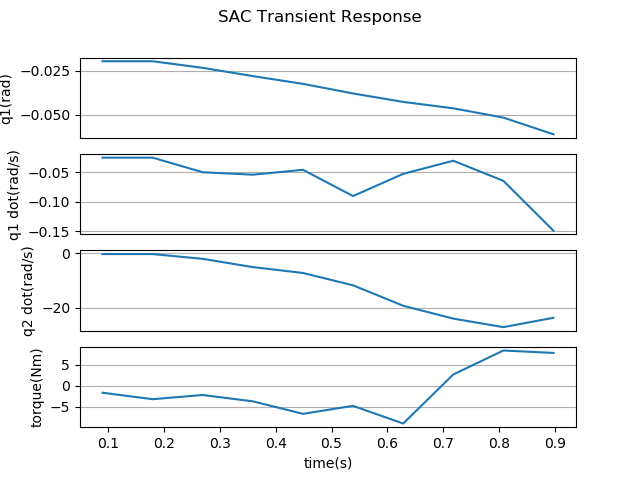 SAC Transient Response
q1(rad)
−0.025
−0.050
q1 dot(rad/s)
−0.05
−0.10
−0.15
q2 dot(rad/s)
0
−20
torque(Nm)
5
0
−5
0.1 0.2 0.3 0.4 0.5 0.6 0.7 0.8 0.9
time(s)